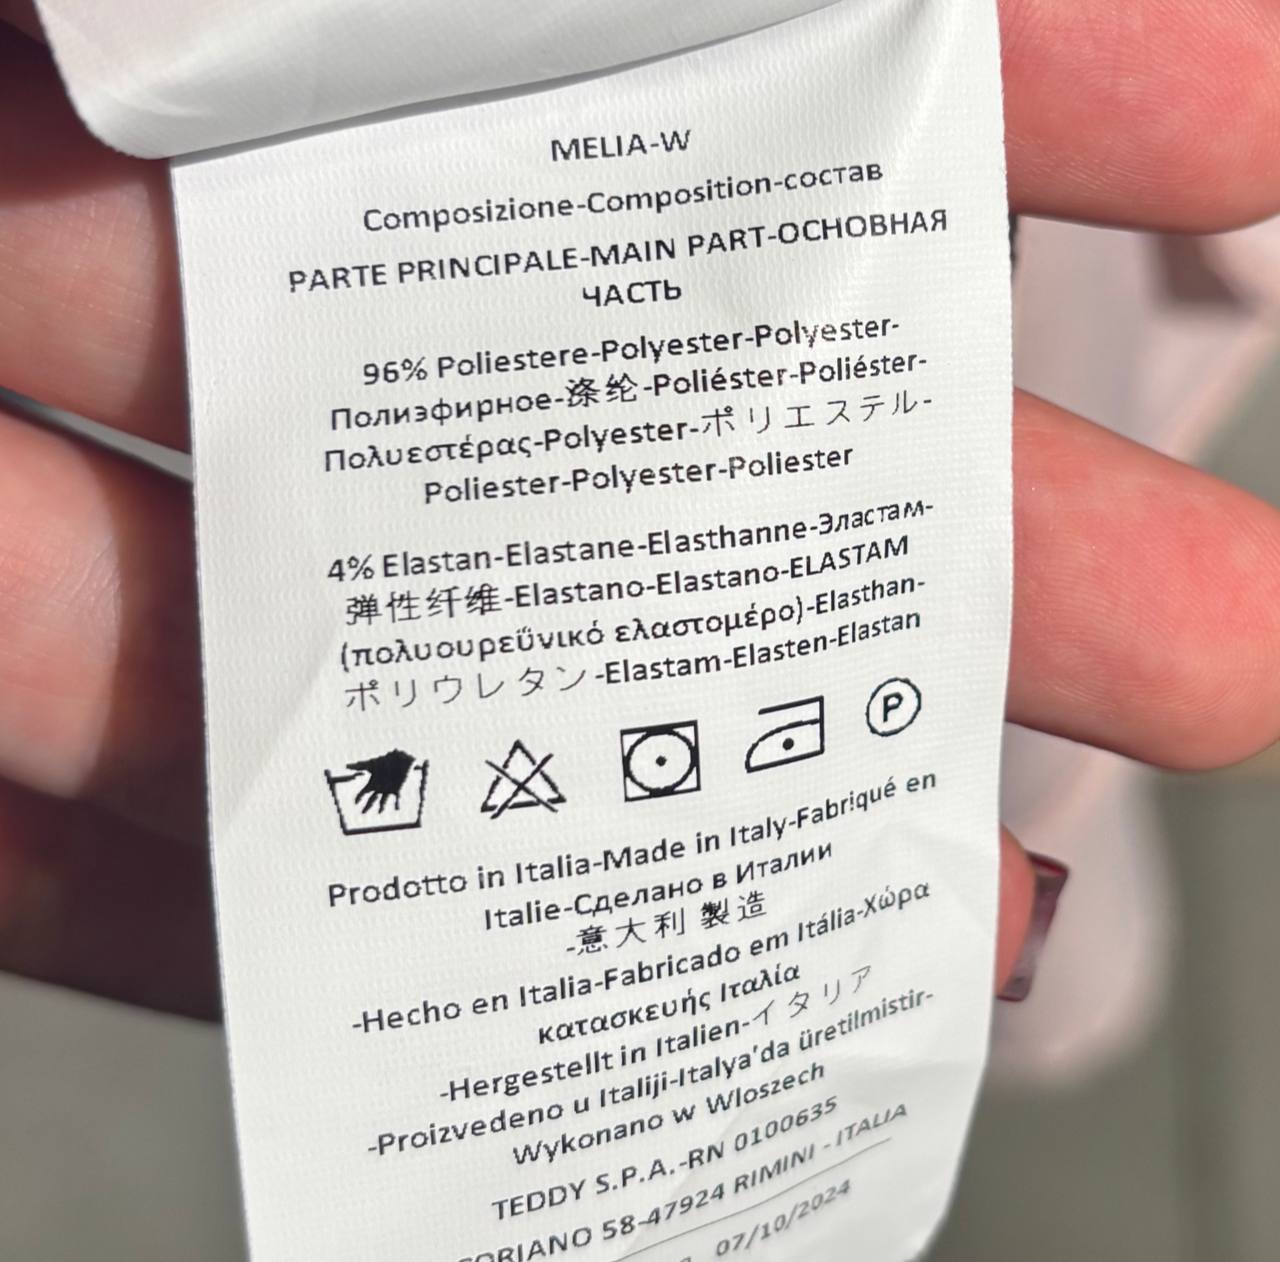 MELIA-W
Composizione-Composition-состав
PARTE PRINCIPALE-MAIN PART-ОСНОВНАЯ
ЧАСТЬ
96% Poliestere-Polyester-Polyester-
Полиэфирное-涤纶-Poliéster-Poliéster-
Πολυεστέρας-Polyester-ポリエステル-
Poliester-Polyester-Poliester
4% Elastan-Elastane-Elasthanne-Эластам-
弹性纤维-Elastano-Elastano-ELASTAM
(πολυουρεΰνικό ελαστομέρο)-Elasthan-
ポリウレタン-Elastam-Elasten-Elastan
P
Prodotto in Italia-Made in Italy-Fabriqué en
Italie-Сделано в Италии
-意大利 製造
-Hecho en Italia-Fabricado em Itália-Χώρα
κατασκευής Ιταλία
-Hergestellt in Italien-イタリア
-Proizvedeno u Italiji-Italya'da üretilmistir-
Wykonano w Wloszech
TEDDY S.P.A.-RN 0100635
58-47924 RIMINI - ITALIA
07/10/2024